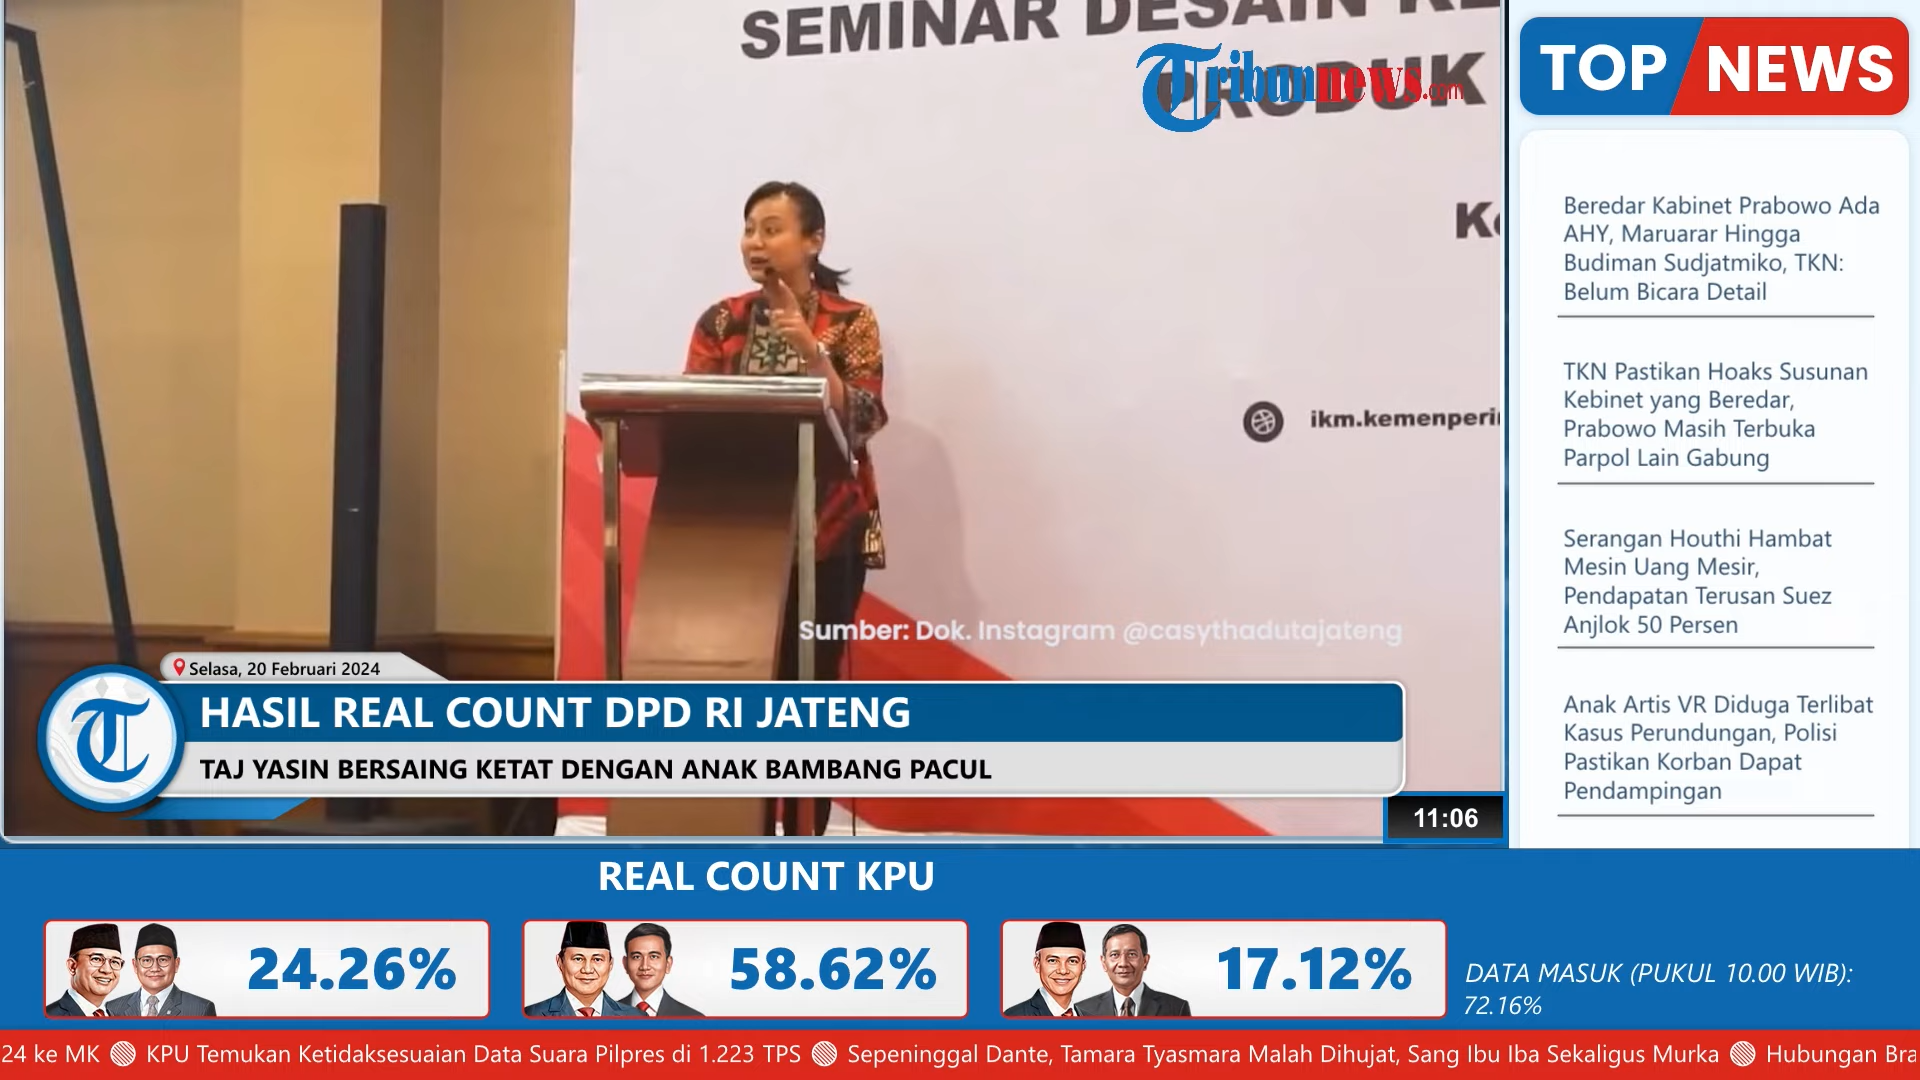 SEMINAR DESAIN
PRODUK
Tribunnews.com
ikm.kemenperin
Sumber: Dok. Instagram @casythadutajateng
Selasa, 20 Februari 2024
HASIL REAL COUNT DPD RI JATENG
TAJ YASIN BERSAING KETAT DENGAN ANAK BAMBANG PACUL
11:06
TOP NEWS
Beredar Kabinet Prabowo Ada
AHY, Maruarar Hingga
Budiman Sudjatmiko, TKN:
Belum Bicara Detail
TKN Pastikan Hoaks Susunan
Kebinet yang Beredar,
Prabowo Masih Terbuka
Parpol Lain Gabung
Serangan Houthi Hambat
Mesin Uang Mesir,
Pendapatan Terusan Suez
Anjlok 50 Persen
Anak Artis VR Diduga Terlibat
Kasus Perundungan, Polisi
Pastikan Korban Dapat
Pendampingan
REAL COUNT KPU
24.26%
58.62%
17.12%
DATA MASUK (PUKUL 10.00 WIB):
72.16%
24 ke MK KPU Temukan Ketidaksesuaian Data Suara Pilpres di 1.223 TPS Sepeninggal Dante, Tamara Tyasmara Malah Dihujat, Sang Ibu Iba Sekaligus Murka Hubungan Bra